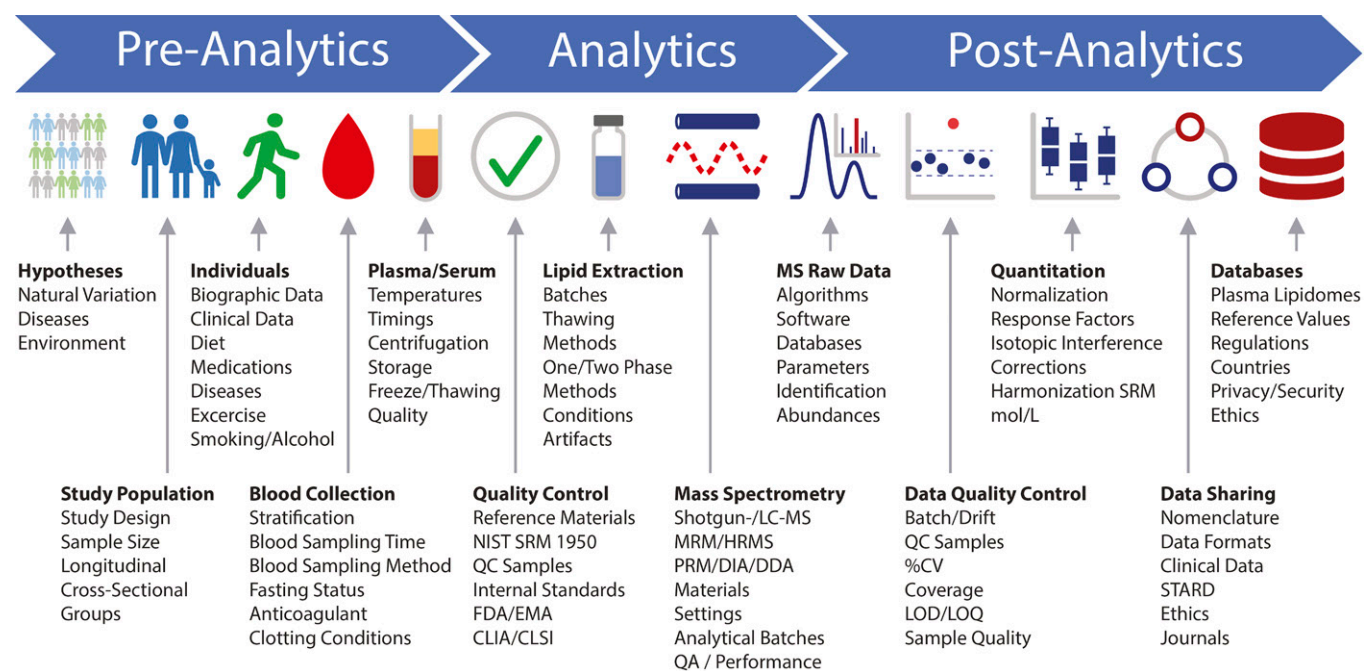 Pre-Analytics
Analytics
Post-Analytics
Hypotheses
Natural Variation
Diseases
Environment
Individuals
Biographic Data
Clinical Data
Diet
Medications
Diseases
Excercise
Smoking/Alcohol
Plasma/Serum
Temperatures
Timings
Centrifugation
Storage
Freeze/Thawing
Quality
Lipid Extraction
Batches
Thawing
Methods
One/Two Phase
Methods
Conditions
Artifacts
MS Raw Data
Algorithms
Software
Databases
Parameters
Identification
Abundances
Quantitation
Normalization
Response Factors
Isotopic Interference
Corrections
Harmonization SRM
mol/L
Databases
Plasma Lipidomes
Reference Values
Regulations
Countries
Privacy/Security
Ethics
Study Population
Study Design
Sample Size
Longitudinal
Cross-Sectional
Groups
Blood Collection
Stratification
Blood Sampling Time
Blood Sampling Method
Fasting Status
Anticoagulant
Clotting Conditions
Quality Control
Reference Materials
NIST SRM 1950
QC Samples
Internal Standards
FDA/EMA
CLIA/CLSI
Mass Spectrometry
Shotgun-/LC-MS
MRM/HRMS
PRM/DIA/DDA
Materials
Settings
Analytical Batches
QA / Performance
Data Quality Control
Batch/Drift
QC Samples
%CV
Coverage
LOD/LOQ
Sample Quality
Data Sharing
Nomenclature
Data Formats
Clinical Data
STARD
Ethics
Journals